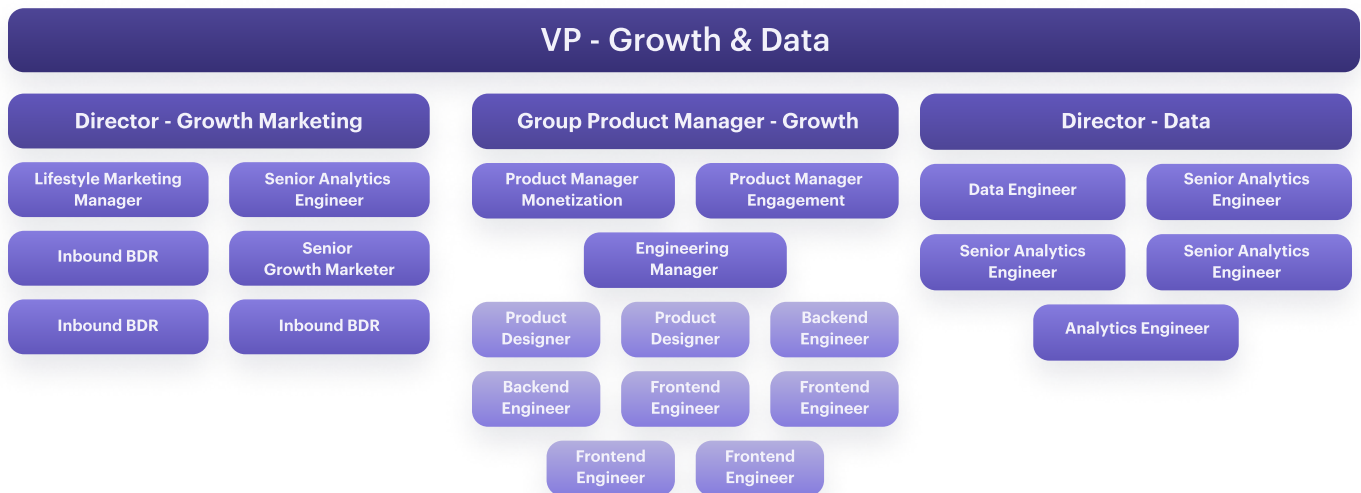 VP - Growth & Data
Director - Growth Marketing
Lifestyle Marketing
Manager
Senior Analytics
Engineer
Inbound BDR
Senior
Growth Marketer
Inbound BDR
Inbound BDR
Group Product Manager - Growth
Product Manager
Monetization
Product Manager
Engagement
Engineering
Manager
Product
Designer
Product
Designer
Backend
Engineer
Backend
Engineer
Frontend
Engineer
Frontend
Engineer
Frontend
Engineer
Frontend
Engineer
Director - Data
Data Engineer
Senior Analytics
Engineer
Senior Analytics
Engineer
Senior Analytics
Engineer
Analytics Engineer